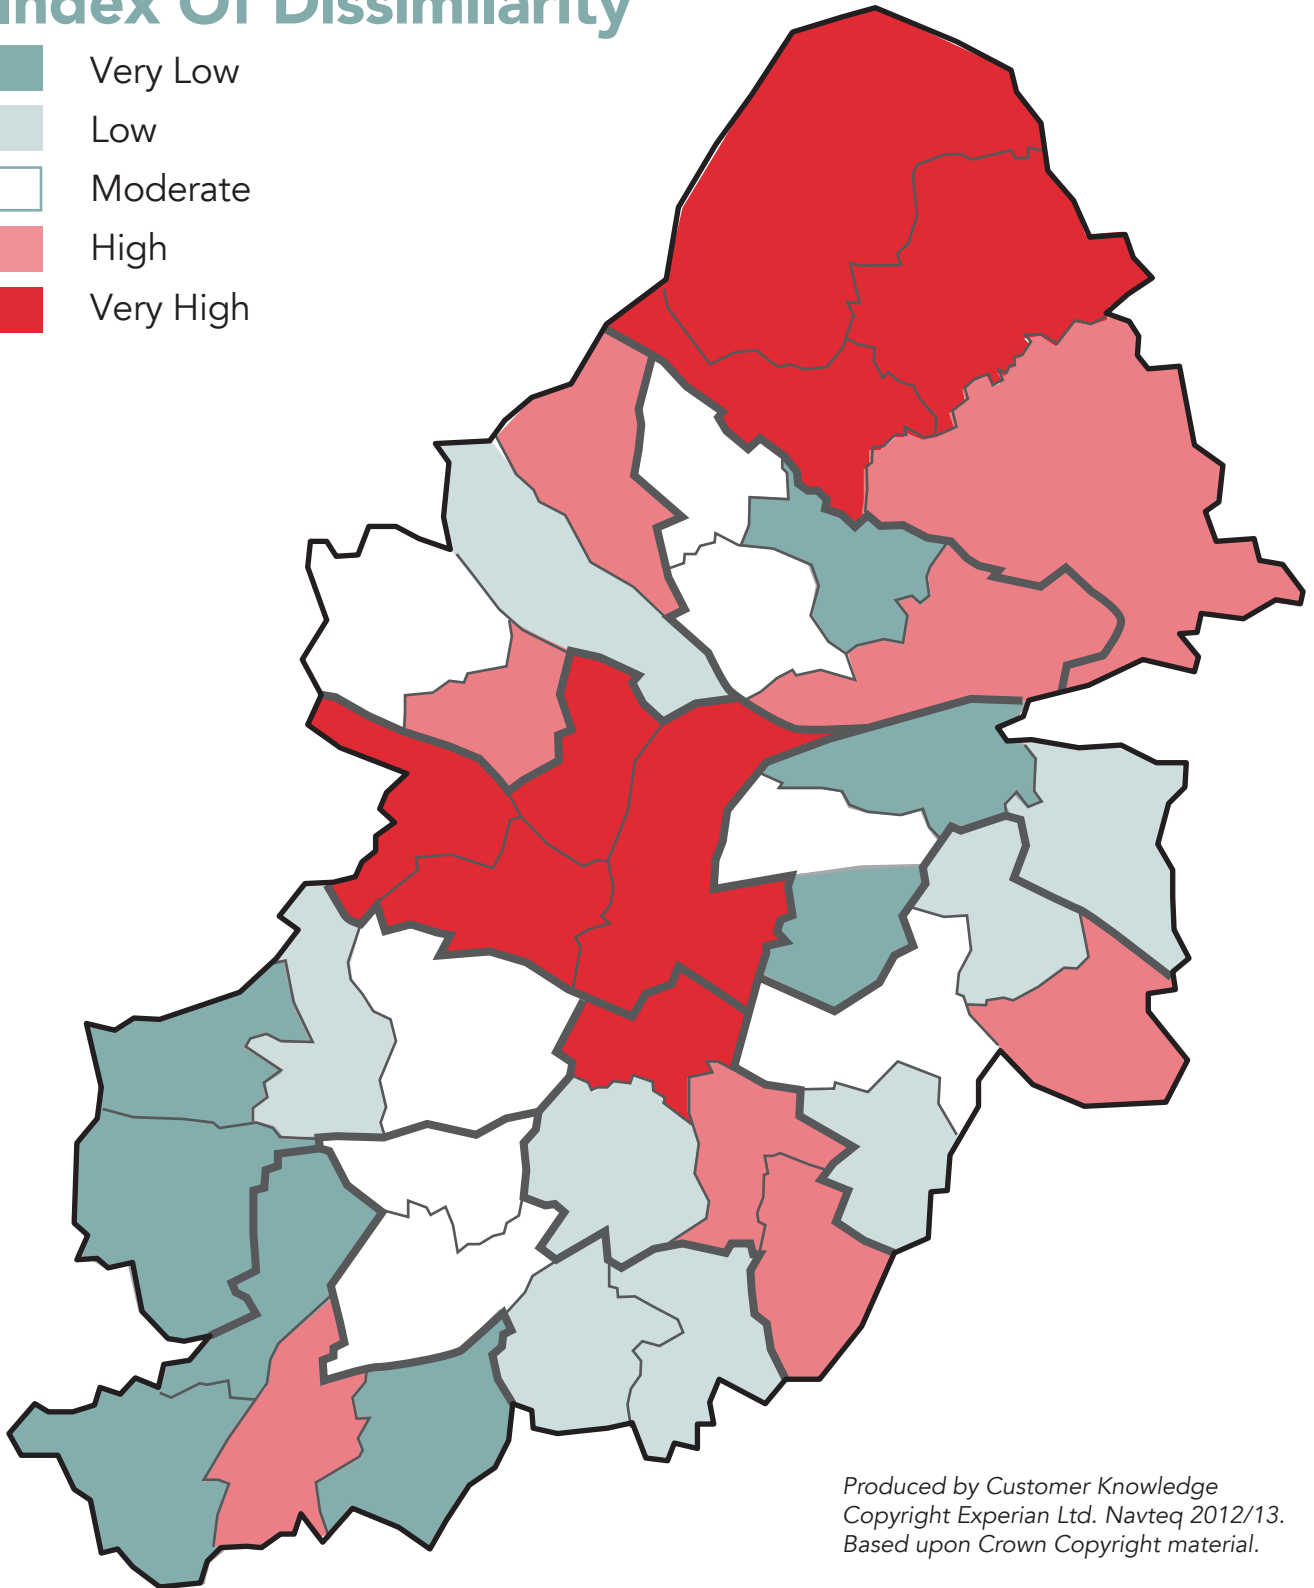 Index Of Dissimilarity
Very Low
Low
Moderate
High
Very High
Produced by Customer Knowledge
Copyright Experian Ltd. Navteq 2012/13.
Based upon Crown Copyright material.